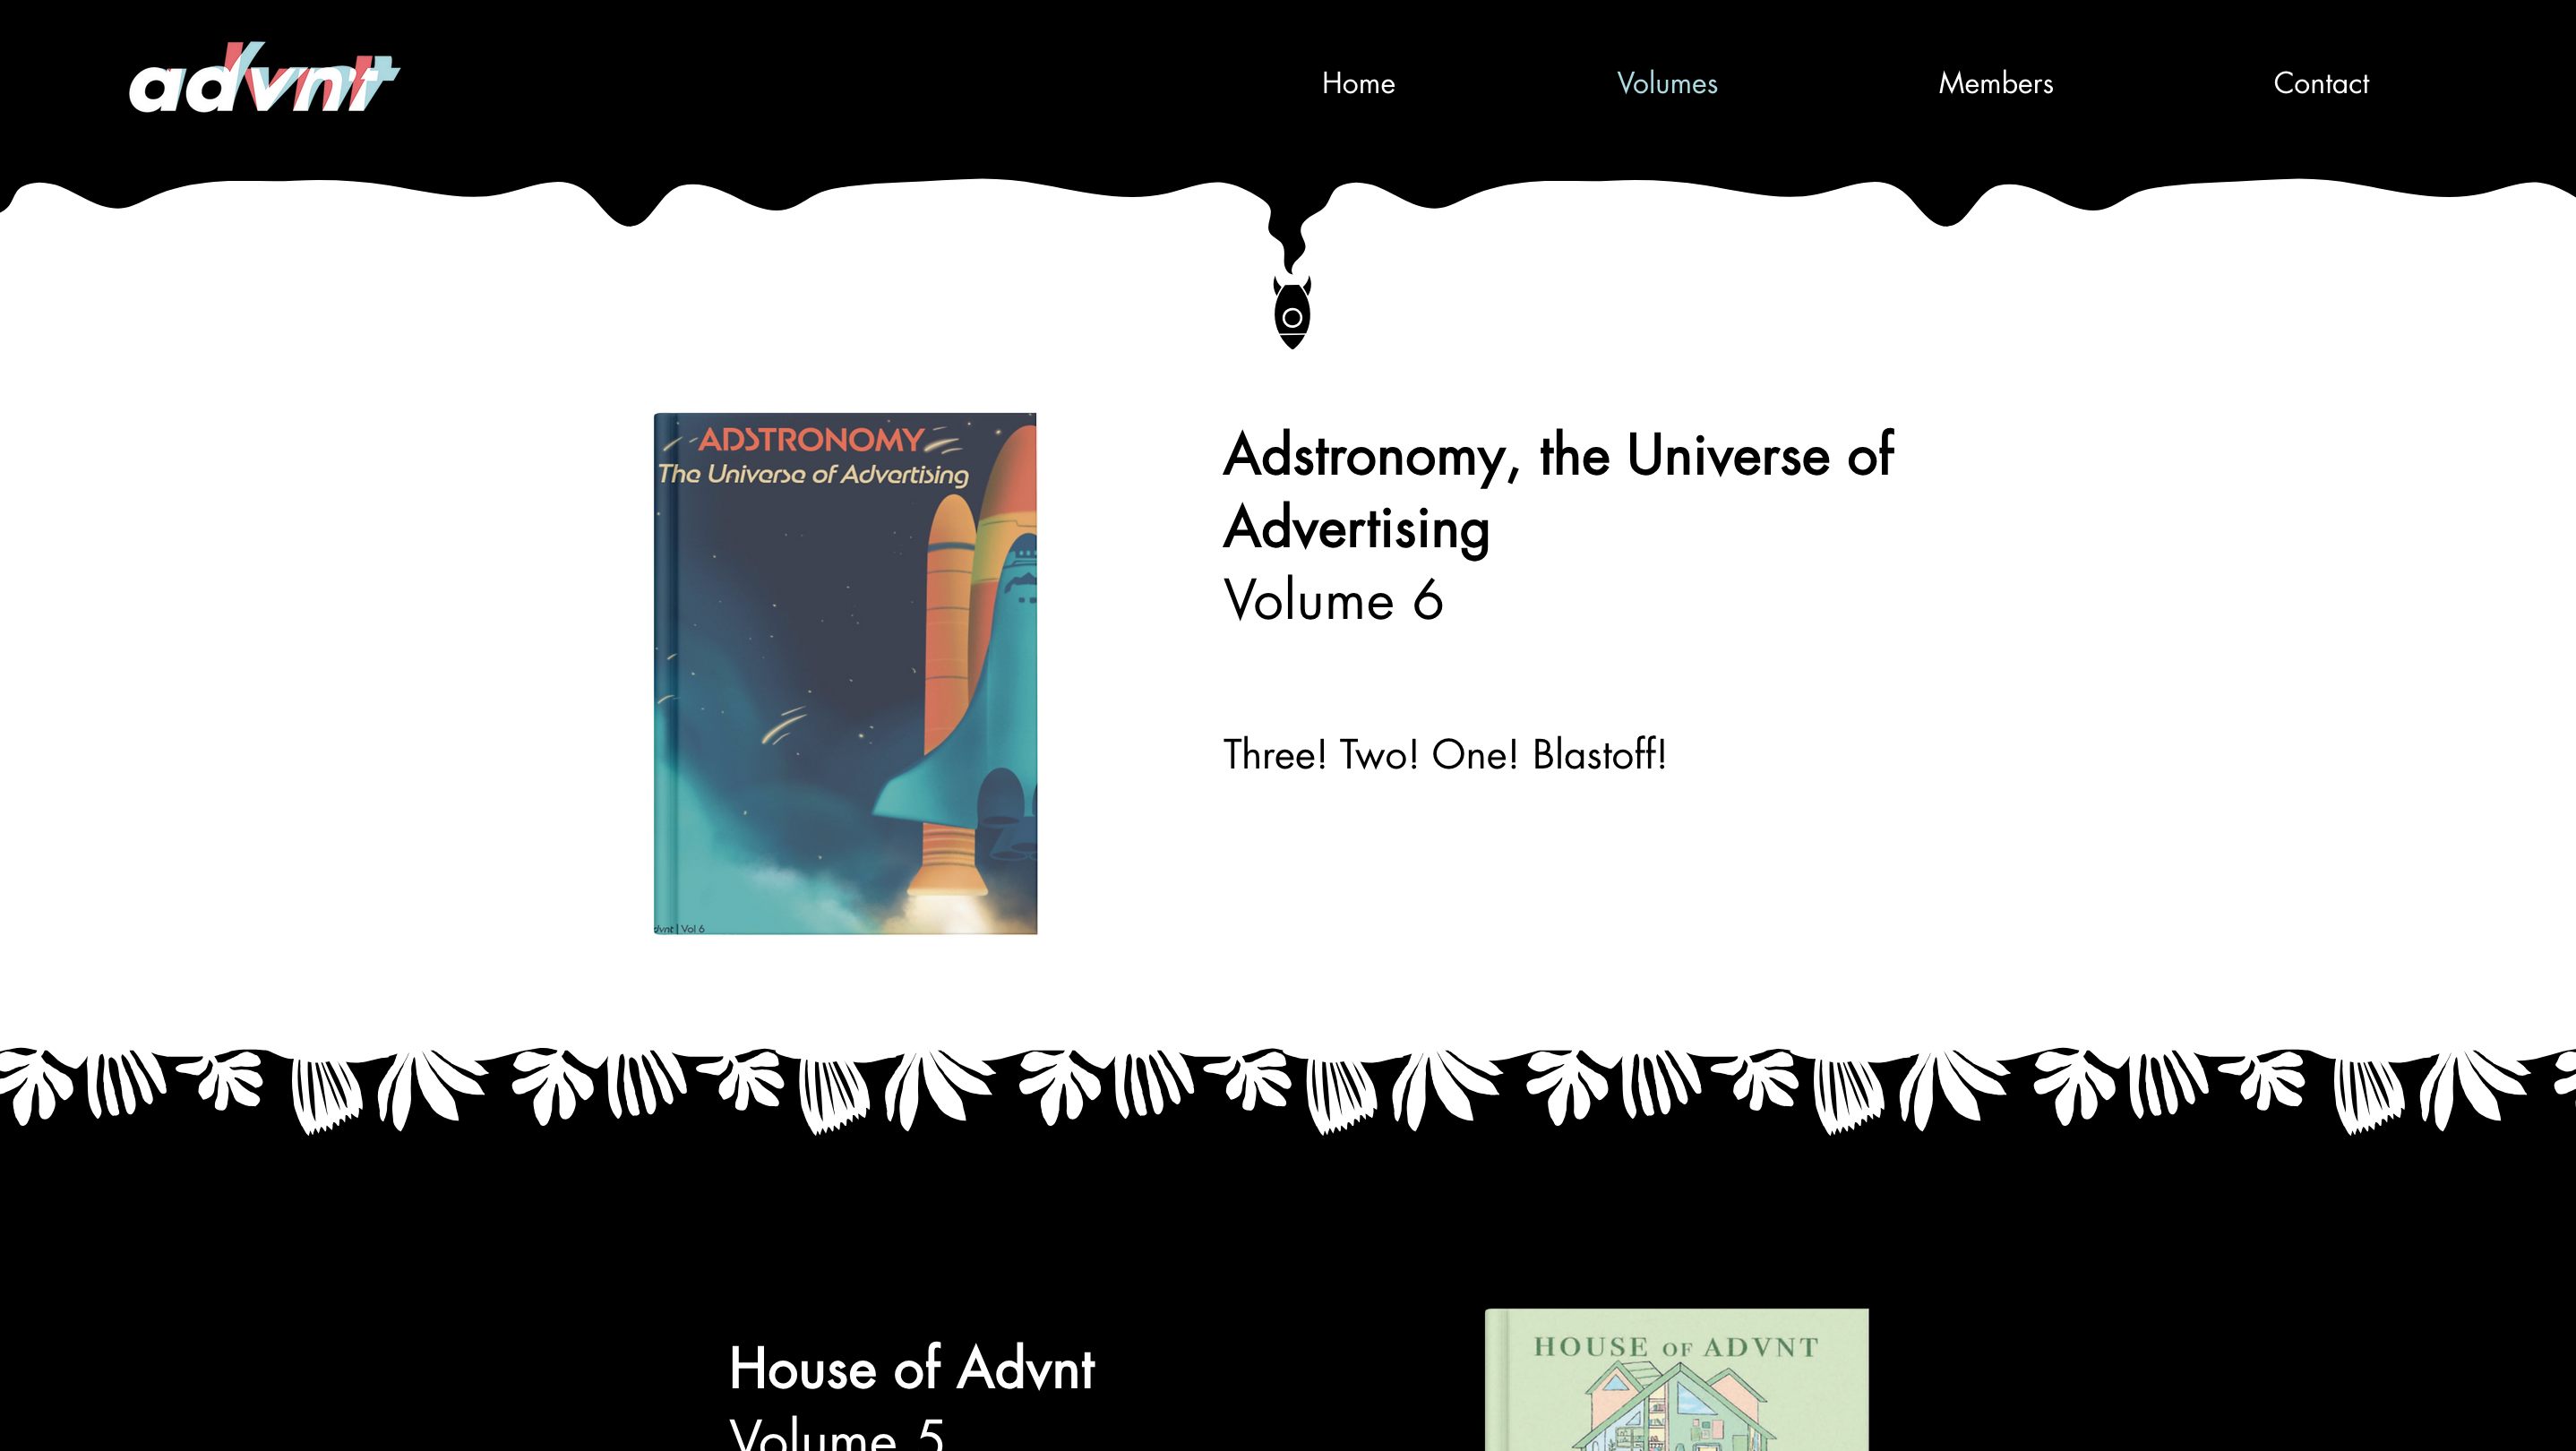 advnt
Home
Volumes
Members
Contact
ADSTRONOMY
The Universe of Advertising
dvnt | Vol 6
Adstronomy, the Universe of
Advertising
Volume 6
Three! Two! One! Blastoff!
House of Advnt
Volume 5
HOUSE OF ADVNT